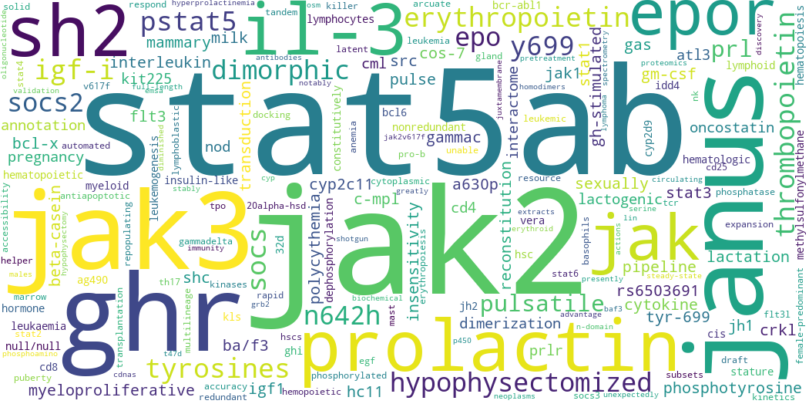 sh2
pstat5
il-3
erythropoietin
epor
janus
thrombopoietin
mammary
milk
interleukin
dimorphic
igf-i
kit225
socs2
annotation
bcl-x
pregnancy
stat5ab
epo
y699
prl
cos-7
cml
src
pulse
jak1
gas
atl3
gm-csf
stat1
gh-stimulated
interactome
idd4
oncostatin
bcr-abl1
leukemia
solid
respond
hyperprolactinemia
tandem
osm
killer
arcuate
lymphocytes
latent
gland
antibodies
notably
pretreatment
homodimers
juxtamembrane
spectrometry
lymphoma
proteomics
discovery
lymphoid
nk
hematopoiesis
oligonucleotide
stat4
validation
v617f
full-length
emsa
automated
flt3
nod
transduction
docking
constitutively
anemia
bcl6
nonredundant
jak2v617f
gammac
leukemic
pro-b
unable
cyp2d9
resource
hematologic
cd25
phosphatase
circulating
methylsulfonylmethane
hematopoietic
myeloid
leukemogenesis
lymphoblastic
diminished
insulin-like
cyp
stably
cyp2c11
cytoplasmic
greatly
a630p
c-mpl
cd4
reconstitution
sexually
lactogenic
stat3
serine
lin
tcr
expansion
accessibility
antiapoptotic
beta-casein
hypophysectomy
repopulating
tpo
20alpha-hsd
polycythemia
dephosphorylation
insensitivity
erythropoiesis
hsc
erythroid
extracts
basophils
actions
pipeline
rs6503691
lactation
jak3
jak2
jak
socs
helper
males
ag490
gammadelta
immunity
th17
shc
kinases
32d
shotgun
biochemical
stat6
vera
steady-state
presently
cytokine
female-predominant
marrow
hormone
leukaemia
stat2
null/null
phosphoamino
cd8
puberty
ghr
transplantation
cdnas
multilineage
rapid
grb2
kls
n642h
mast
jh2
baf3
pulsatile
dimerization
advantage
n-domain
tyr-699
jh1
cis
flt31
crkl
draft
stature
prolactin
ba/f3
ghi
hscs
egf
phosphorylated
prlr
p450
tyrosines
t47d
accuracy
redundant
igf1
hemopoietic
hc11
myeloproliferative
hypophysectomized
neoplasms
socs3
unexpectedly
subsets
phosphotyrosine
kinetics